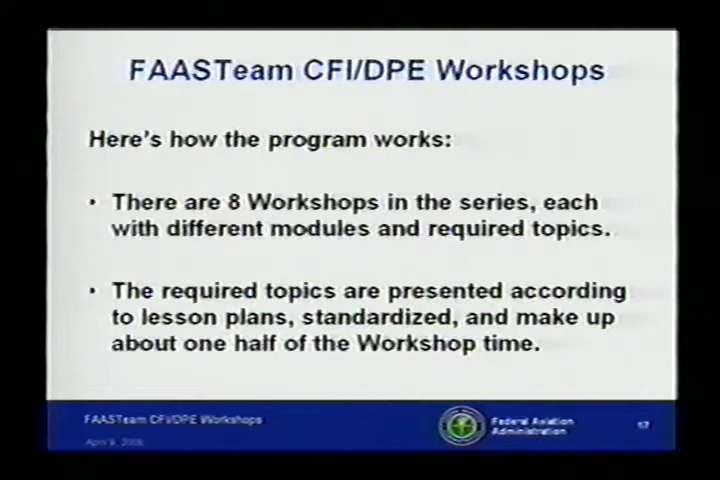 FAASTeam CFI/DPE Workshops
Here's how the program works:
• There are 8 Workshops in the series, each
with different modules and required topics.
• The required topics are presented according
to lesson plans, standardized, and make up
about one half of the Workshop time.
FAASTeam CFI/DPE Workshops
April 9,
Federal Aviation
Administration
17